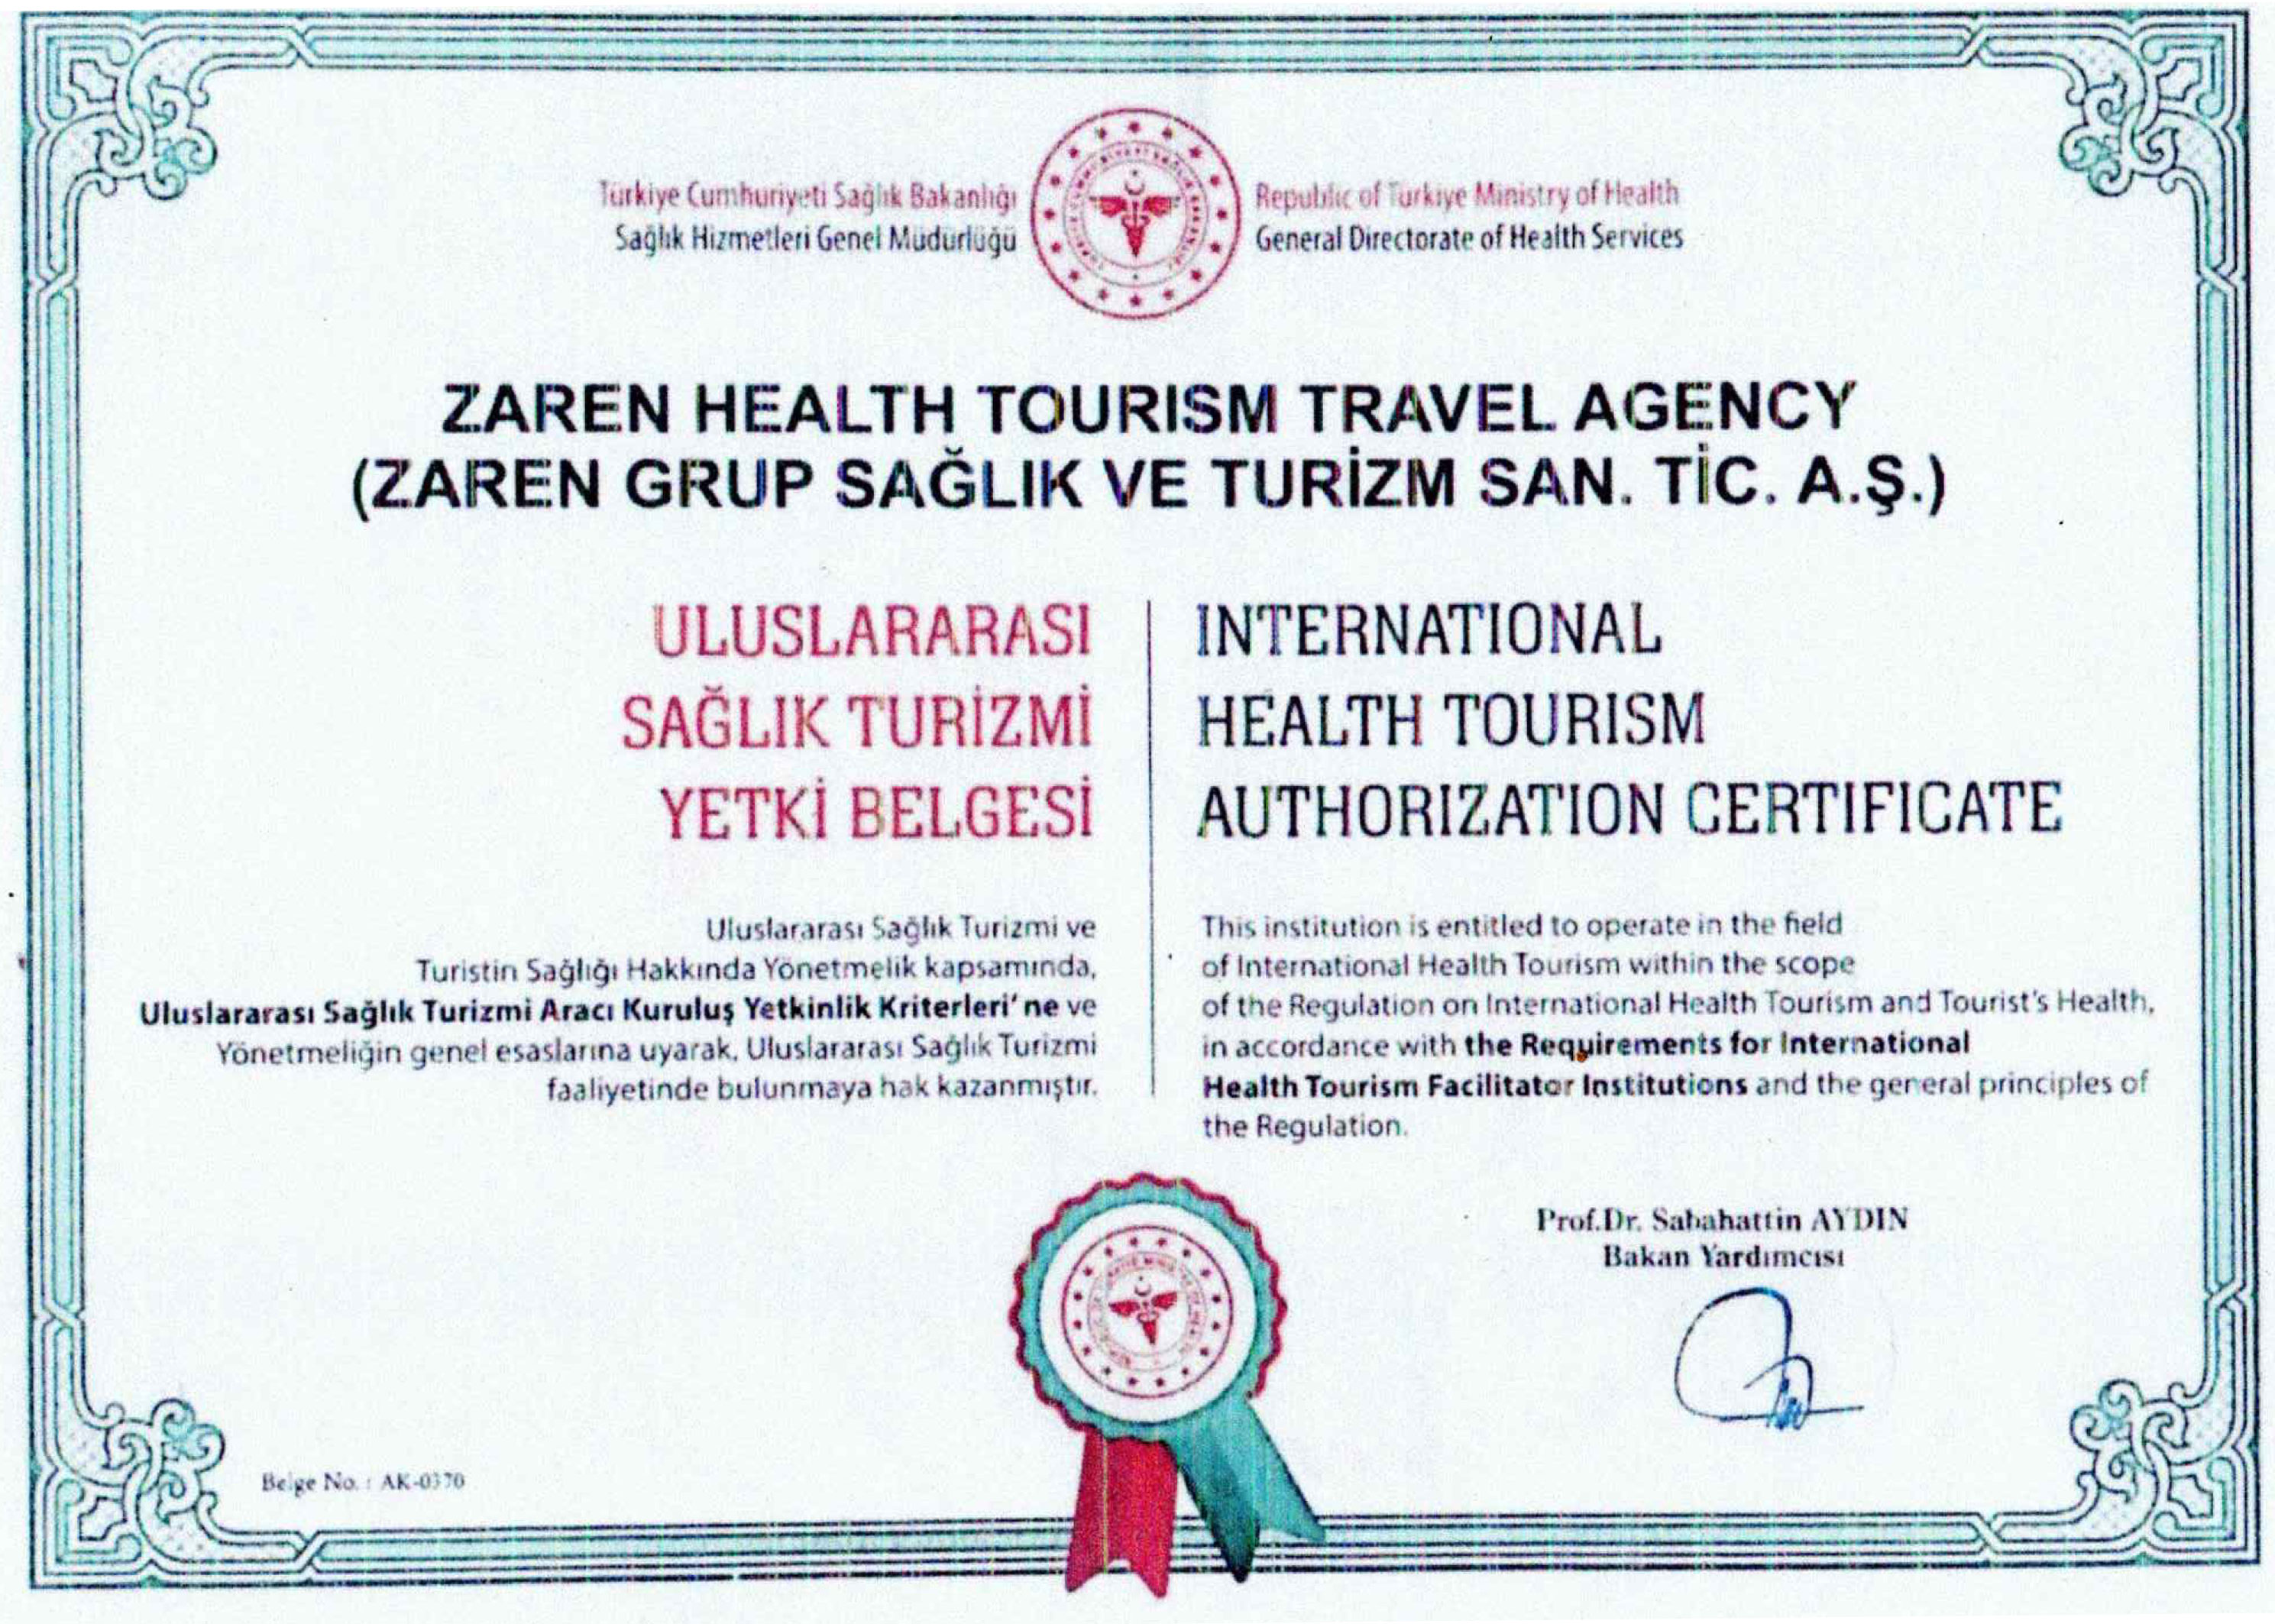 Türkiye Cumhuriyeti Sağlık Bakanlığı
Sağlık Hizmetleri Genel Müdürlüğü
Republic of Türkiye Ministry of Health
General Directorate of Health Services
ZAREN HEALTH TOURISM TRAVEL AGENCY
(ZAREN GRUP SAĞLIK VE TURİZM SAN. TİC. A.Ş.)
ULUSLARARASI
SAĞLIK TURİZMİ
YETKİ BELGESİ
INTERNATIONAL
HEALTH TOURISM
AUTHORIZATION CERTIFICATE
Uluslararası Sağlık Turizmi ve
Turistin Sağlığı Hakkında Yönetmelik kapsamında,
Uluslararası Sağlık Turizmi Aracı Kuruluş Yetkinlik Kriterleri'ne ve
Yönetmeliğin genel esaslarına uyarak, Uluslararası Sağlık Turizmi
faaliyetinde bulunmaya hak kazanmıştır.
This institution is entitled to operate in the field
of International Health Tourism within the scope
of the Regulation on International Health Tourism and Tourist's Health,
in accordance with the Requirements for International
Health Tourism Facilitator Institutions and the general principles of
the Regulation.
Prof.Dr. Sabahattin AYDIN
Bakan Yardımcısı
Belge No. : AK-0370